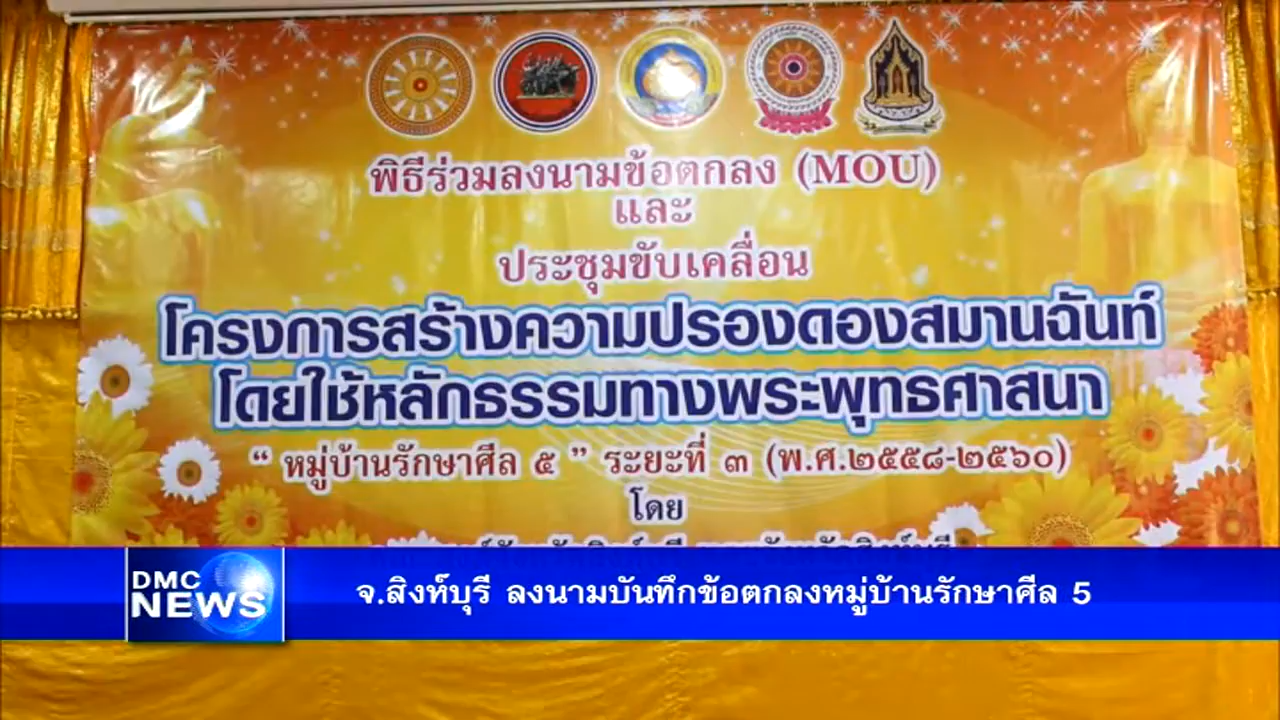 พิธีร่วมลงนามข้อตกลง (MOU)
และ
ประชุมขับเคลื่อน
โครงการสร้างความปรองดองสมานฉันท์
โดยใช้หลักธรรมทางพระพุทธศาสนา
“ หมู่บ้านรักษาศีล ๕ ” ระยะที่ ๓ (พ.ศ.๒๕๕๘-๒๕๖๐)
โดย
DMC
NEWS
จ.สิงห์บุรี ลงนามบันทึกข้อตกลงหมู่บ้านรักษาศีล 5